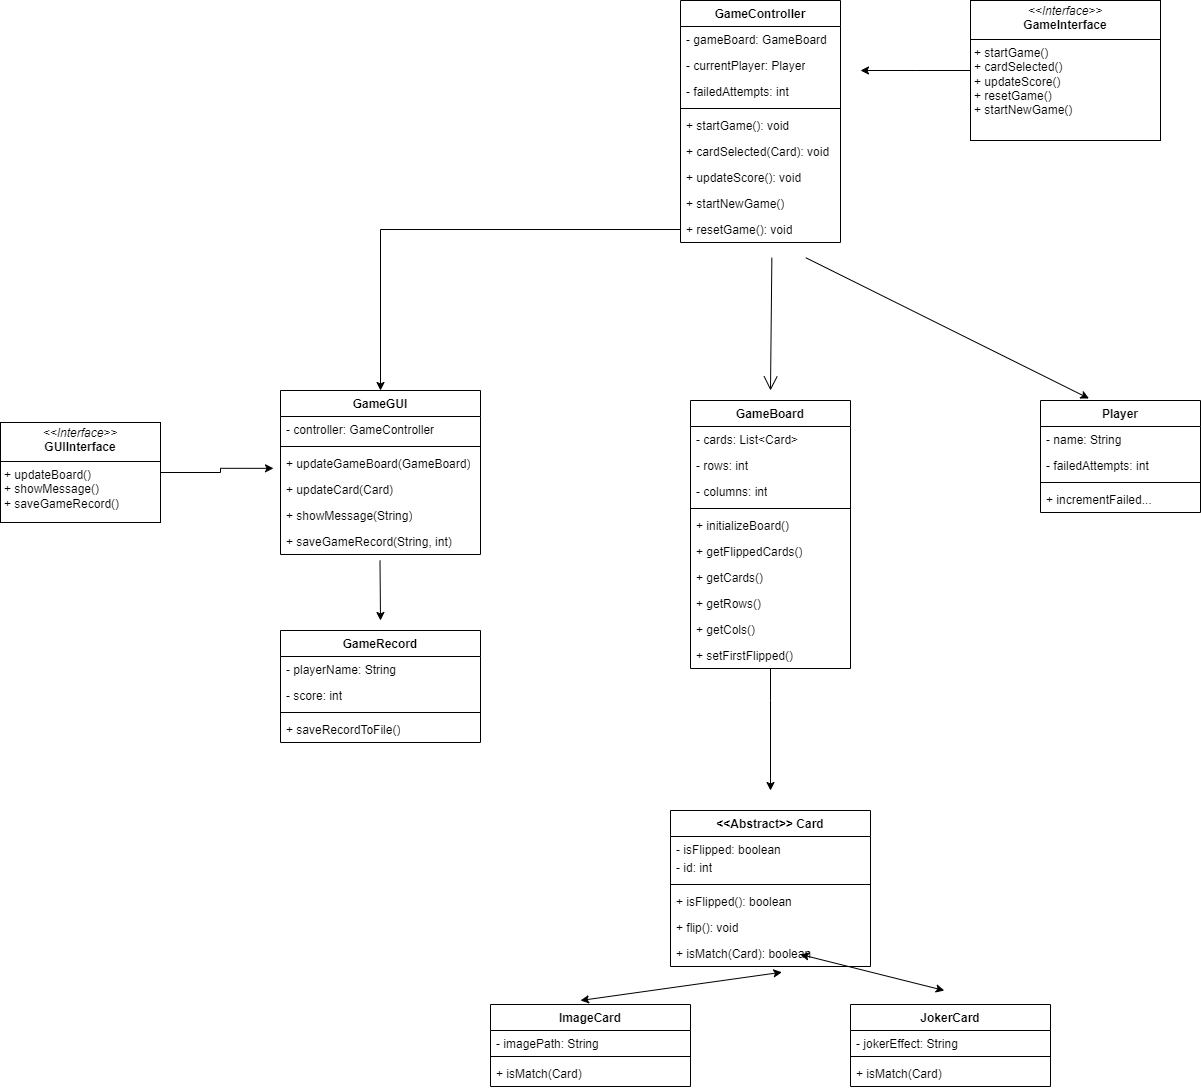 GameController
- gameBoard: GameBoard
- currentPlayer: Player
- failedAttempts: int
+ startGame(): void
+ cardSelected(Card): void
+ updateScore(): void
+ startNewGame()
+ resetGame(): void
<<Interface>>
GameInterface
+ startGame()
+ cardSelected()
+ updateScore()
+ resetGame()
+ startNewGame()
<<Interface>>
GUIInterface
+ updateBoard()
+ showMessage()
+ saveGameRecord()
GameGUI
- controller: GameController
+ updateGameBoard(GameBoard)
+ updateCard(Card)
+ showMessage(String)
+ saveGameRecord(String, int)
GameBoard
- cards: List<Card>
- rows: int
- columns: int
+ initializeBoard()
+ getFlippedCards()
+ getCards()
+ getRows()
+ getCols()
+ setFirstFlipped()
Player
- name: String
- failedAttempts: int
+ incrementFailed...
GameRecord
- playerName: String
- score: int
+ saveRecordToFile()
<<Abstract>> Card
- isFlipped: boolean
- id: int
+ isFlipped(): boolean
+ flip(): void
+ isMatch(Card): boolean
ImageCard
- imagePath: String
+ isMatch(Card)
JokerCard
- jokerEffect: String
+ isMatch(Card)